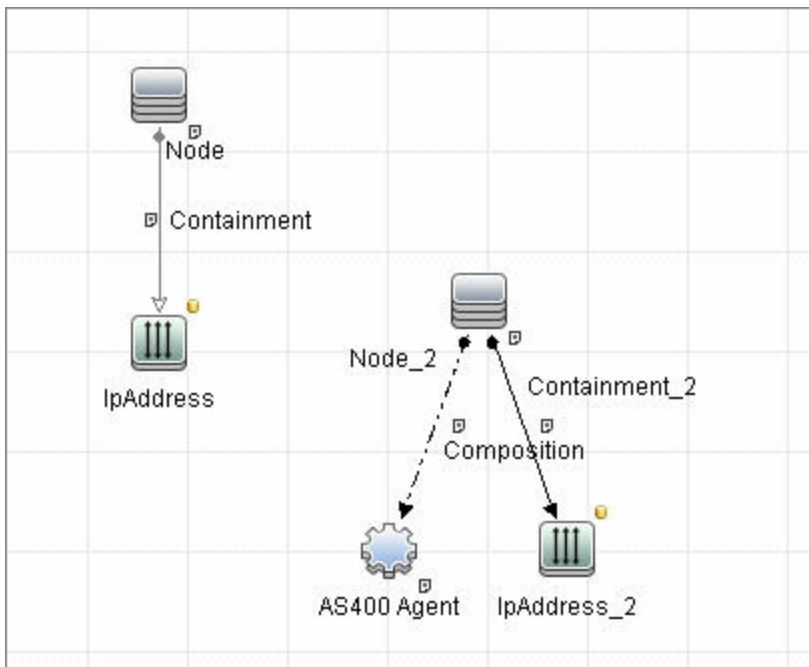 Node
Containment
IpAddress
Node_2
Containment_2
Composition
AS400 Agent
IpAddress_2